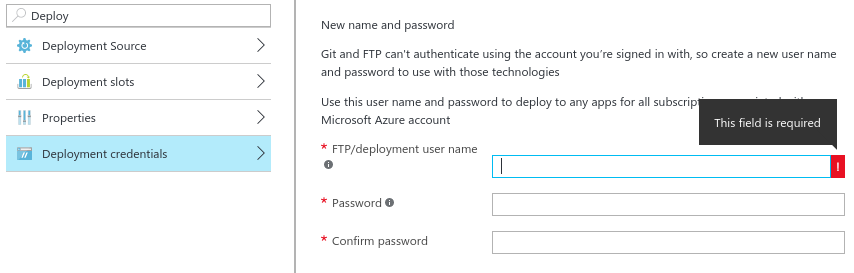 Deploy
Deployment Source
Deployment slots
Properties
Deployment credentials
New name and password
Git and FTP can't authenticate using the account you’re signed in with, so create a new user name
and password to use with those technologies
Use this user name and password to deploy to any apps for all
Microsoft Azure account
This field is required
* FTP/deployment user name
* Password
* Confirm password